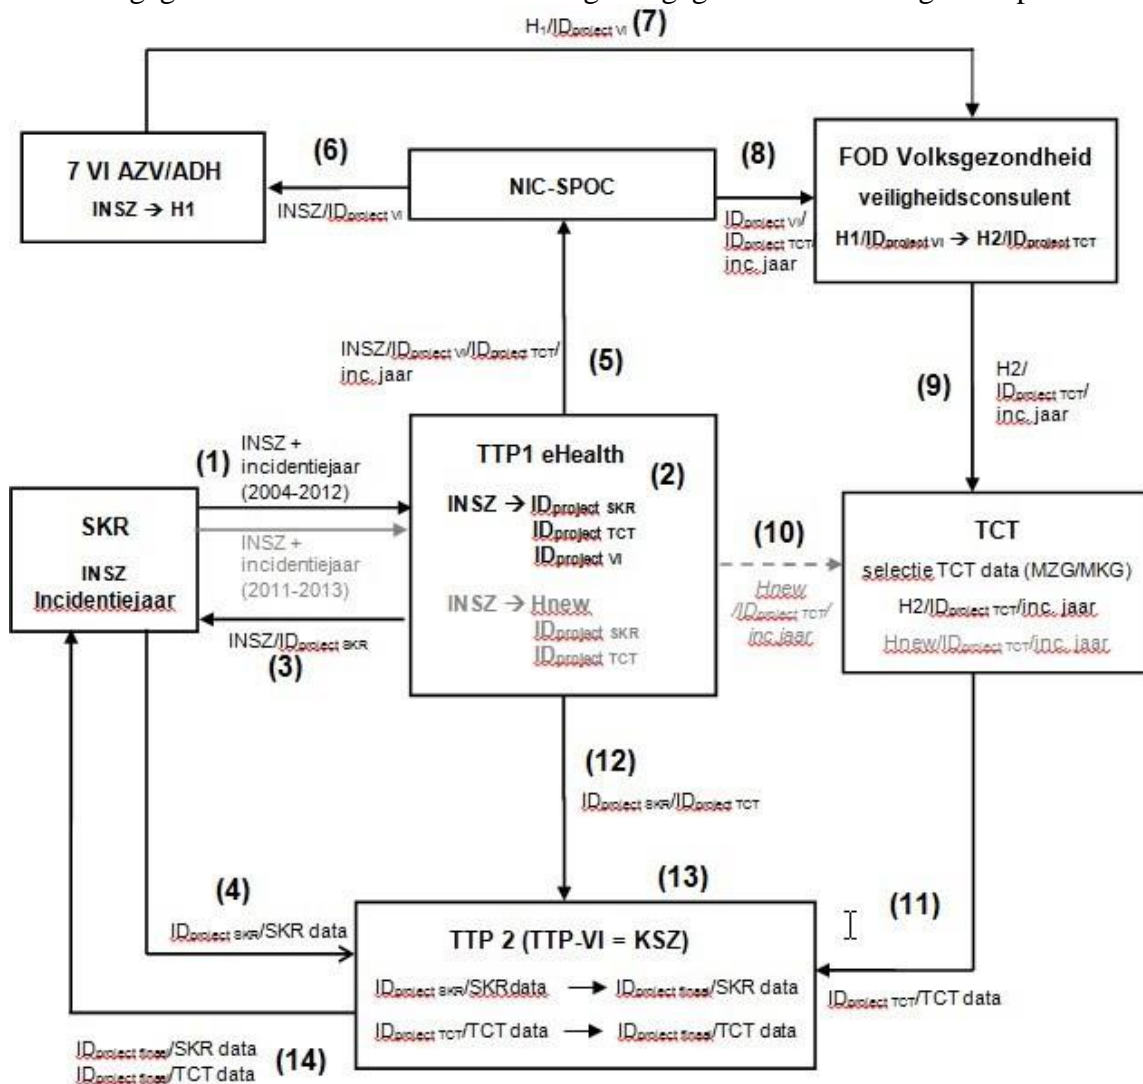 H1/IDproject VI (7)
7 VI AZV/ADH
INSZ → H1
(6)
INSZ/IDproject VI
NIC-SPOC
(8)
IDproject VI/
IDproject TCT/
inc. jaar
FOD Volksgezondheid
veiligheidsconsulent
H1/IDproject VI → H2/IDproject TCT
INSZ/IDproject VI/IDproject TCT/
inc. jaar
(5)
(9)
H2/
IDproject TCT/
inc. jaar
(1)
INSZ +
incidentiejaar
(2004-2012)
INSZ +
incidentiejaar
(2011-2013)
SKR
INSZ
Incidentiejaar
INSZ/IDproject SKR
(3)
TTP1 eHealth
(2)
INSZ → IDproject SKR
IDproject TCT
IDproject VI
INSZ → Hnew
IDproject SKR
IDproject TCT
(10)
Hnew
/IDproject TCT/
inc.jaar
TCT
selectie TCT data (MZG/MKG)
H2/IDproject TCT/inc. jaar
Hnew/IDproject TCT/inc. jaar
(12)
IDproject SKR/IDproject TCT
(4)
IDproject SKR/SKR data
(13)
(11)
IDproject TCT/TCT data
TTP 2 (TTP-VI = KSZ)
IDproject SKR/SKRdata → IDproject finaal/SKR data
IDproject TCT/TCT data → IDproject finaal/TCT data
IDproject finaal/SKR data
IDproject finaal/TCT data
(14)